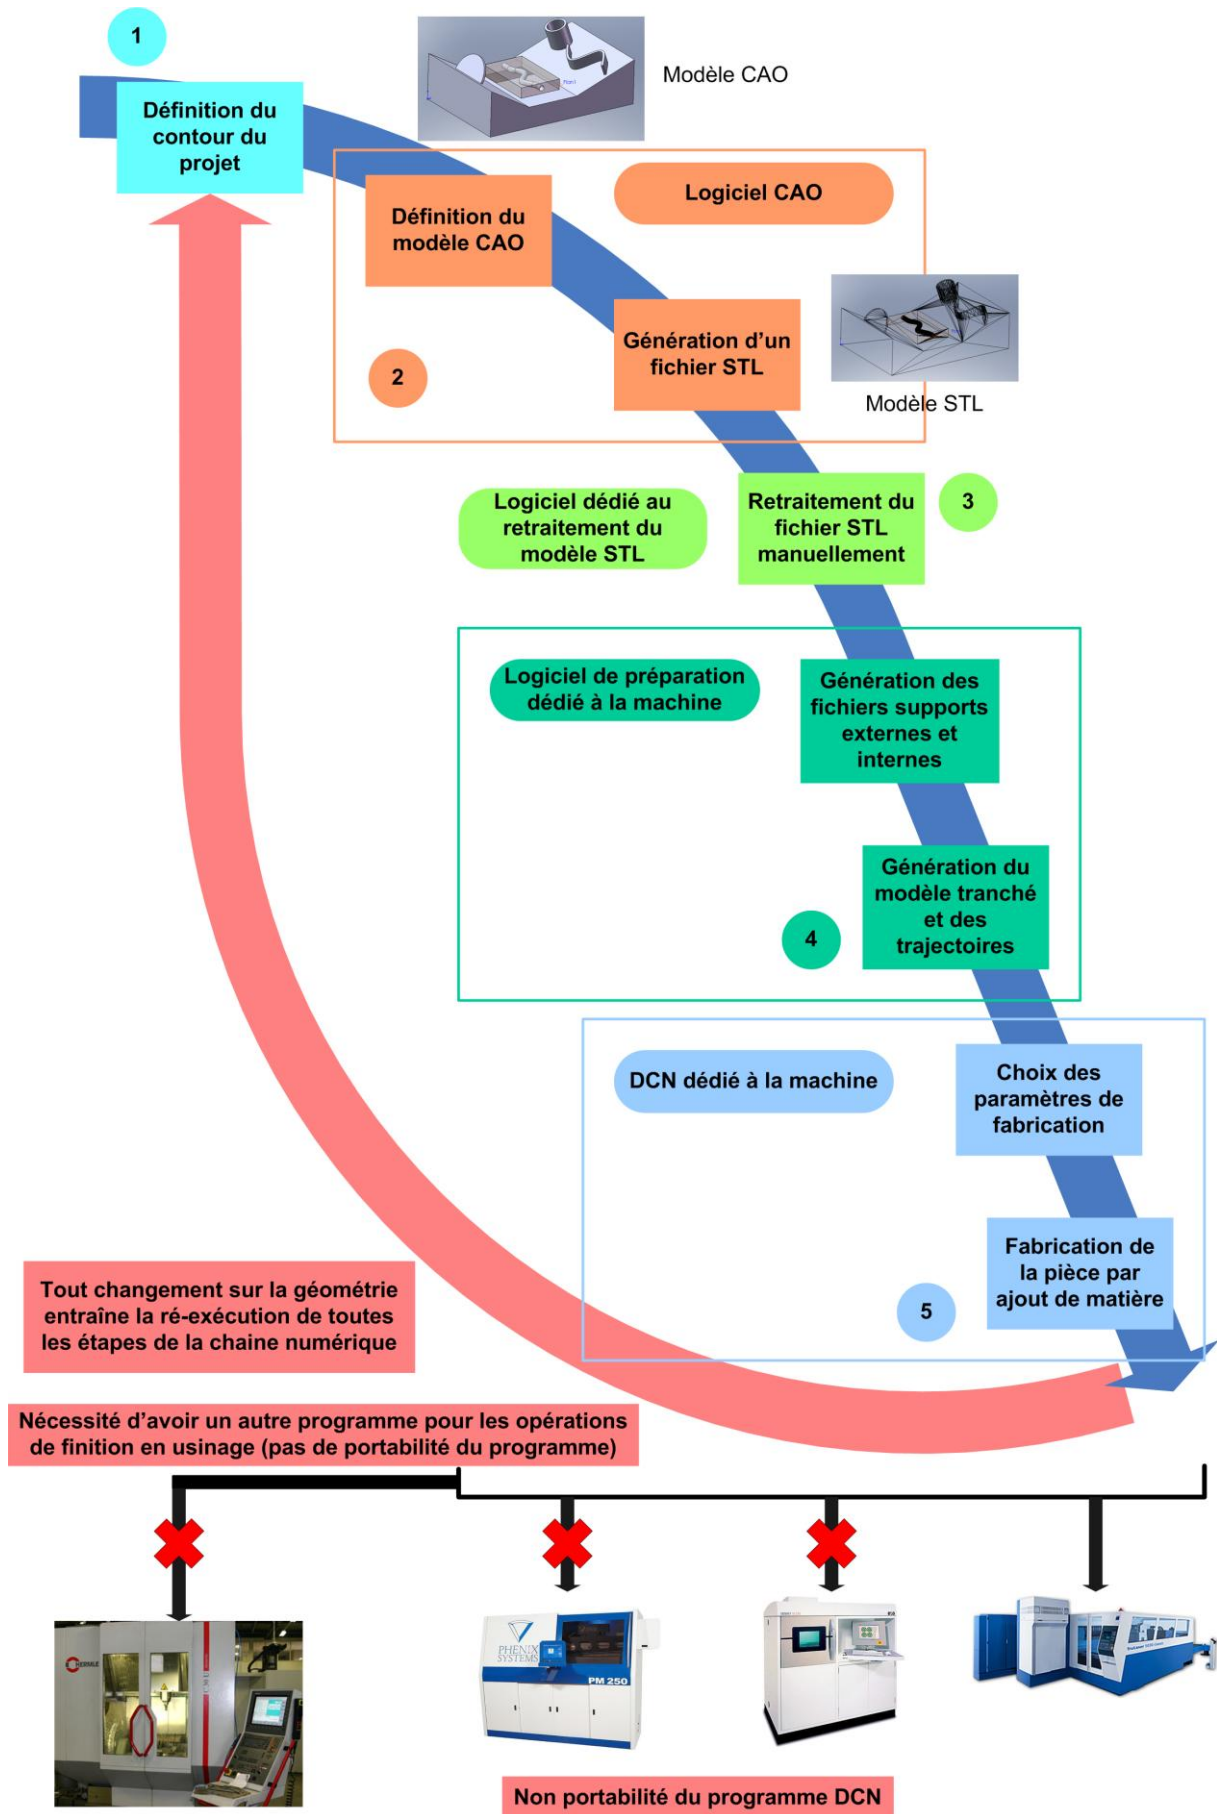 1
Définition du
contour du
projet
Modèle CAO
Logiciel CAO
Définition du
modèle CAO
Génération d'un
fichier STL
2
Modèle STL
Logiciel dédié au
retraitement du
modèle STL
Retraitement du
fichier STL
manuellement
3
Logiciel de préparation
dédié à la machine
Génération des
fichiers supports
externes et
internes
Génération du
modèle tranché
et des
trajectoires
4
DCN dédié à la machine
Choix des
paramètres de
fabrication
Fabrication de
la pièce par
ajout de matière
5
Tout changement sur la géométrie
entraîne la ré-exécution de toutes
les étapes de la chaine numérique
Nécessité d'avoir un autre programme pour les opérations
de finition en usinage (pas de portabilité du programme)
HERMLE
PHENIX
SYSTEMS
PM 250
Non portabilité du programme DCN